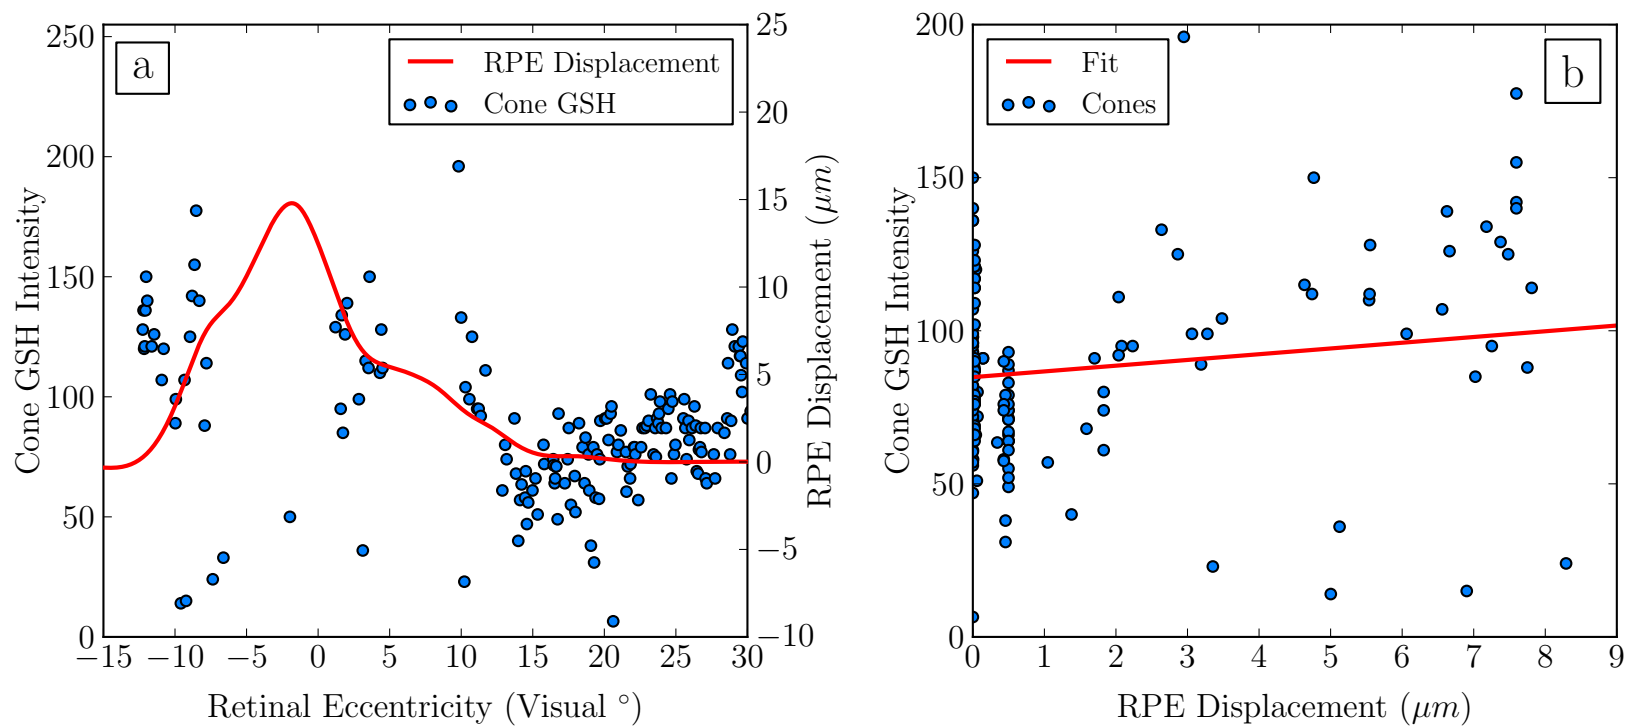 a
RPE Displacement
Cone GSH
250
200
150
100
50
0
Cone GSH Intensity
25
20
15
10
5
0
−5
−10
RPE Displacement (μm)
−15 −10 −5 0 5 10 15 20 25 30
Retinal Eccentricity (Visual °)
b
Fit
Cones
200
150
100
50
0
Cone GSH Intensity
0 1 2 3 4 5 6 7 8 9
RPE Displacement (μm)